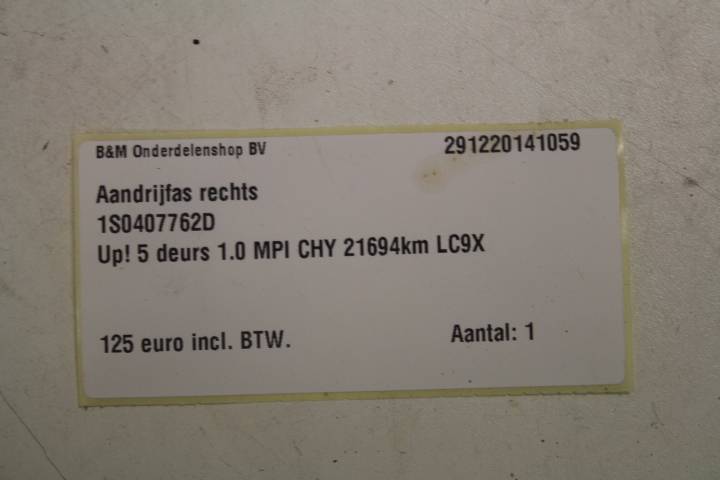 B&M Onderdelenshop BV 291220141059
Aandrijfas rechts
1S0407762D
Up! 5 deurs 1.0 MPI CHY 21694km LC9X
125 euro incl. BTW. Aantal: 1